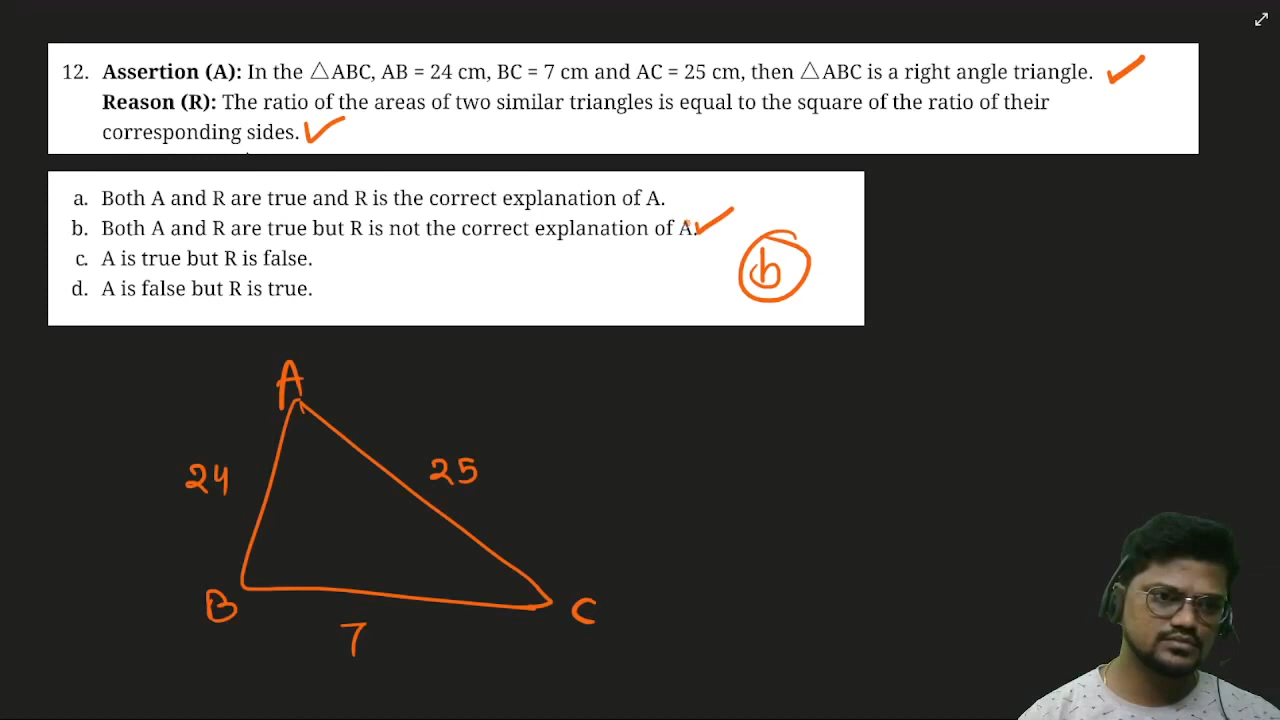 12. Assertion (A): In the △ABC, AB = 24 cm, BC = 7 cm and AC = 25 cm, then △ABC is a right angle triangle.
Reason (R): The ratio of the areas of two similar triangles is equal to the square of the ratio of their
corresponding sides.
a. Both A and R are true and R is the correct explanation of A.
b. Both A and R are true but R is not the correct explanation of A.
c. A is true but R is false.
d. A is false but R is true.
b
A
24
25
B
C
7